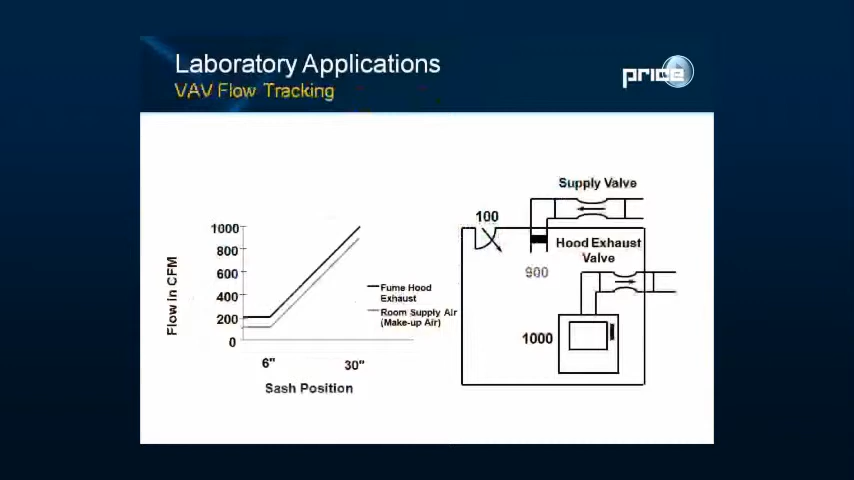 Laboratory Applications
VAV Flow Tracking
price
Flow in CFM
1000
800
600
400
200
0
6"
30"
Sash Position
Fume Hood
Exhaust
Room Supply Air
(Make-up Air)
Supply Valve
100
Hood Exhaust
Valve
900
1000